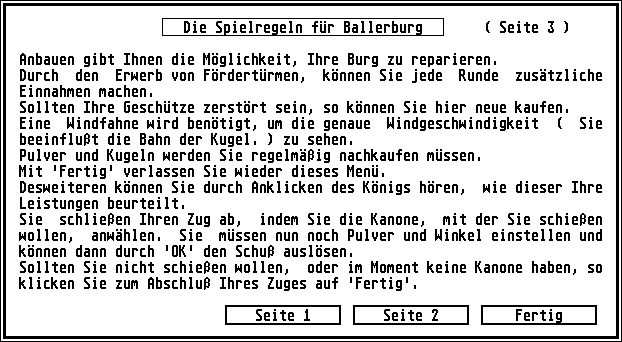 Die Spielregeln für Ballerburg ( Seite 3 )
Anbauen gibt Ihnen die Möglichkeit, Ihre Burg zu reparieren.
Durch den Erwerb von Fördertürmen, können Sie jede Runde zusätzliche
Einnahmen machen.
Sollten Ihre Geschütze zerstört sein, so können Sie hier neue kaufen.
Eine Windfahne wird benötigt, um die genaue Windgeschwindigkeit ( Sie
beeinflußt die Bahn der Kugel. ) zu sehen.
Pulver und Kugeln werden Sie regelmäßig nachkaufen müssen.
Mit 'Fertig' verlassen Sie wieder dieses Menü.
Desweiteren können Sie durch Anklicken des Königs hören, wie dieser Ihre
Leistungen beurteilt.
Sie schließen Ihren Zug ab, indem Sie die Kanone, mit der Sie schießen
wollen, anwählen. Sie müssen nun noch Pulver und Winkel einstellen und
können dann durch 'OK' den Schuß auslösen.
Sollten Sie nicht schießen wollen, oder im Moment keine Kanone haben, so
klicken Sie zum Abschluß Ihres Zuges auf 'Fertig'.
Seite 1 Seite 2 Fertig